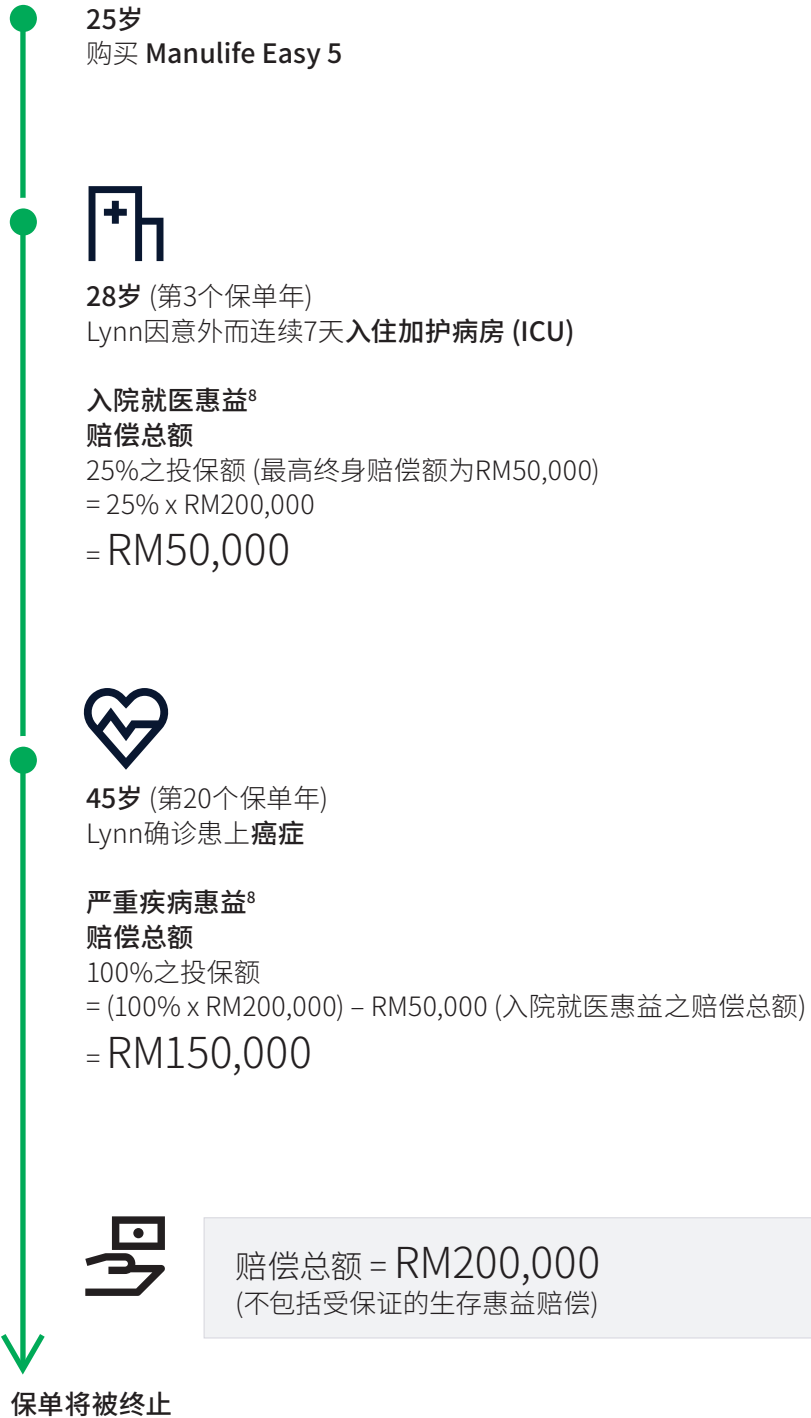 25岁
购买 Manulife Easy 5
28岁 (第3个保单年)
Lynn因意外而连续7天入住加护病房 (ICU)
入院就医惠益⁸
赔偿总额
25%之投保额 (最高终身赔偿额为RM50,000)
= 25% x RM200,000
= RM50,000
45岁 (第20个保单年)
Lynn确诊患上癌症
严重疾病惠益⁸
赔偿总额
100%之投保额
= (100% x RM200,000) – RM50,000 (入院就医惠益之赔偿总额)
= RM150,000
赔偿总额 = RM200,000
(不包括受保证的生存惠益赔偿)
保单将被终止